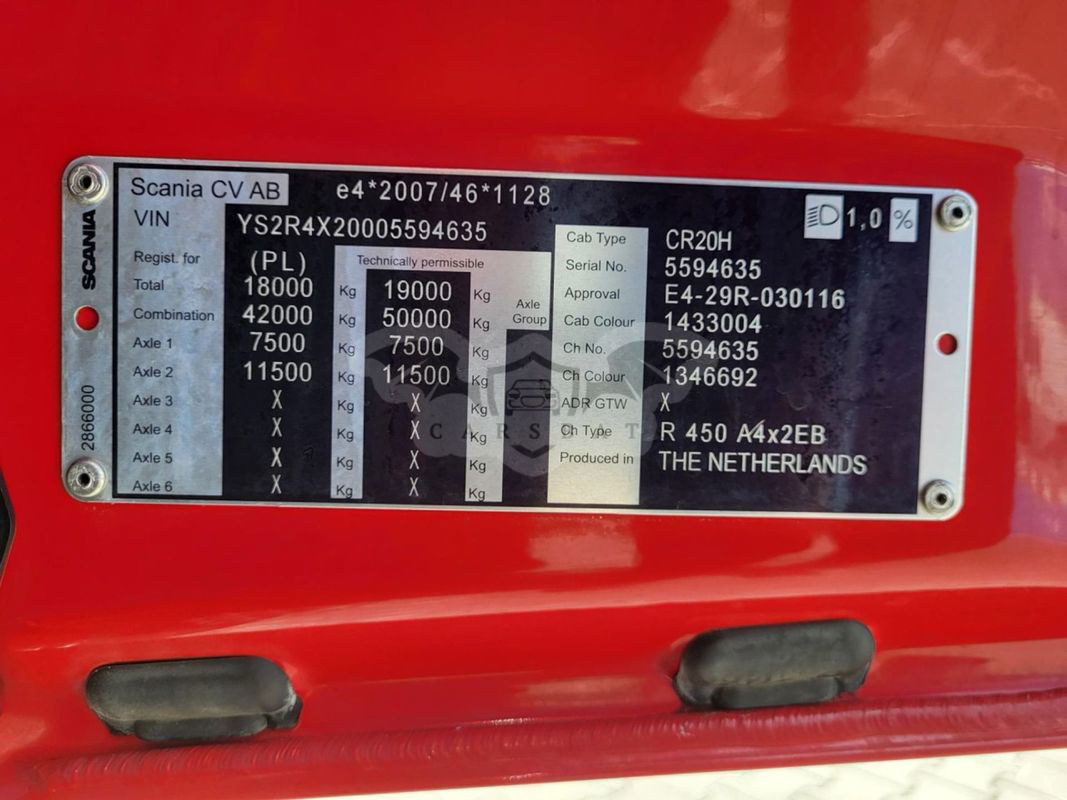 Scania CV AB e4*2007/46*1128
VIN YS2R4X20005594635
1,0 %
SCANIA
2866000
Regist. for (PL) Technically permissible
Total 18000 Kg 19000 Kg
Combination 42000 Kg 50000 Kg
Axle Group
Axle 1 7500 Kg 7500 Kg
Axle 2 11500 Kg 11500 Kg
Axle 3 X Kg X Kg
Axle 4 X Kg X Kg
Axle 5 X Kg X Kg
Axle 6 X Kg X Kg
Cab Type CR20H
Serial No. 5594635
Approval E4-29R-030116
Cab Colour 1433004
Ch No. 5594635
Ch Colour 1346692
ADR GTW X
Ch Type R 450 A4x2EB
Produced in THE NETHERLANDS